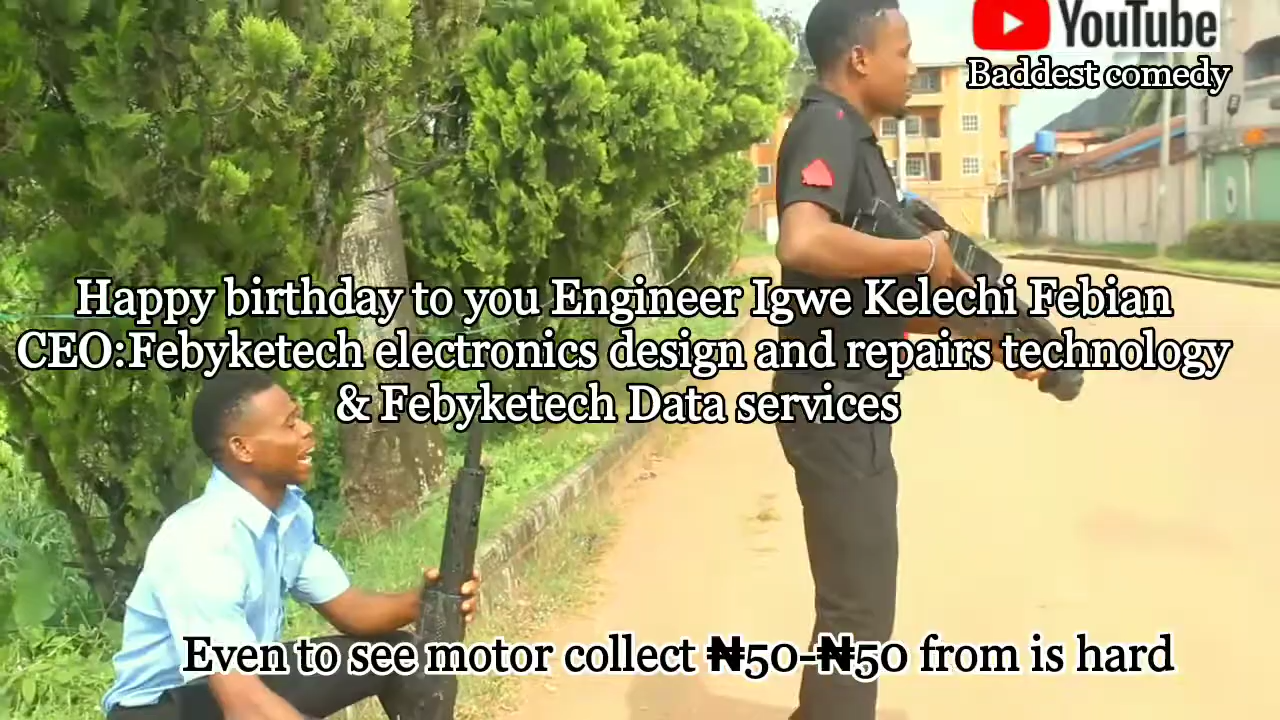 YouTube
Baddest comedy
Happy birthday to you Engineer Igwe Kelechi Febian
CEO:Febyketech electronics design and repairs technology
& Febyketech Data services
Even to see motor collect ₦50-₦50 from is hard